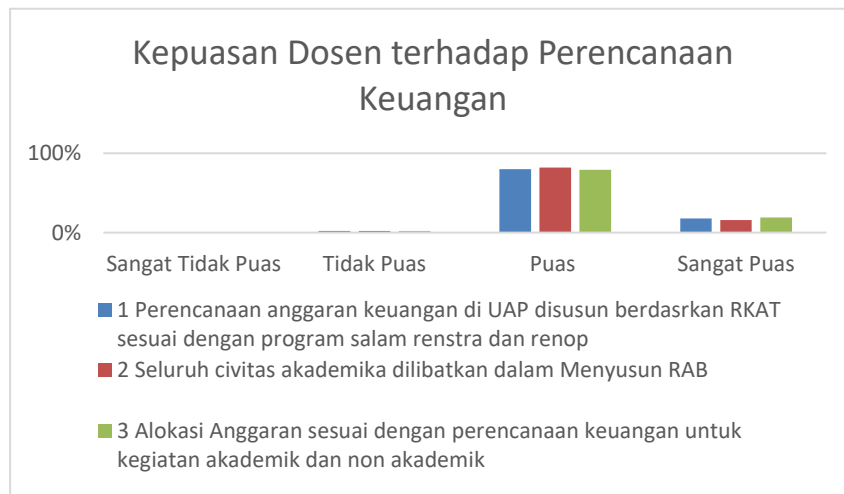 Kepuasan Dosen terhadap Perencanaan
Keuangan
100%
0%
Sangat Tidak Puas
Tidak Puas
Puas
Sangat Puas
1 Perencanaan anggaran keuangan di UAP disusun berdasrkan RKAT
sesuai dengan program salam renstra dan renop
2 Seluruh civitas akademika dilibatkan dalam Menyusun RAB
3 Alokasi Anggaran sesuai dengan perencanaan keuangan untuk
kegiatan akademik dan non akademik